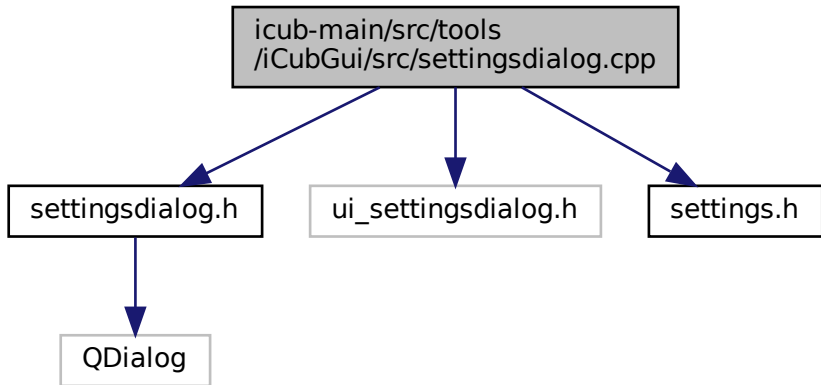 icub-main/src/tools
/iCubGui/src/settingsdialog.cpp
settingsdialog.h
ui_settingsdialog.h
settings.h
QDialog